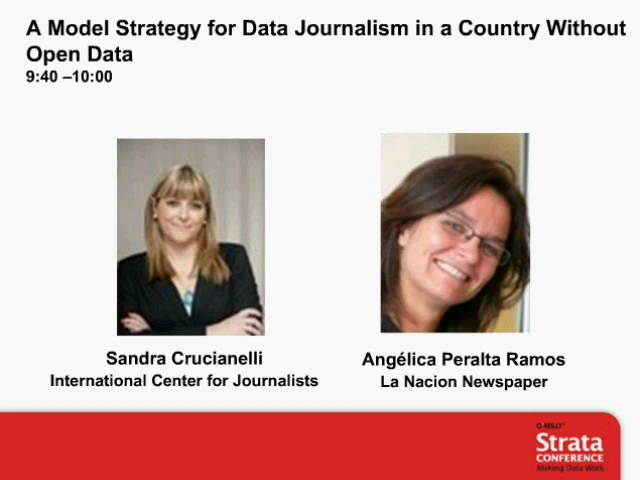 A Model Strategy for Data Journalism in a Country Without
Open Data
9:40 –10:00
Sandra Crucianelli
International Center for Journalists
Angélica Peralta Ramos
La Nacion Newspaper
O'REILLY®
Strata
CONFERENCE
Making Data Work